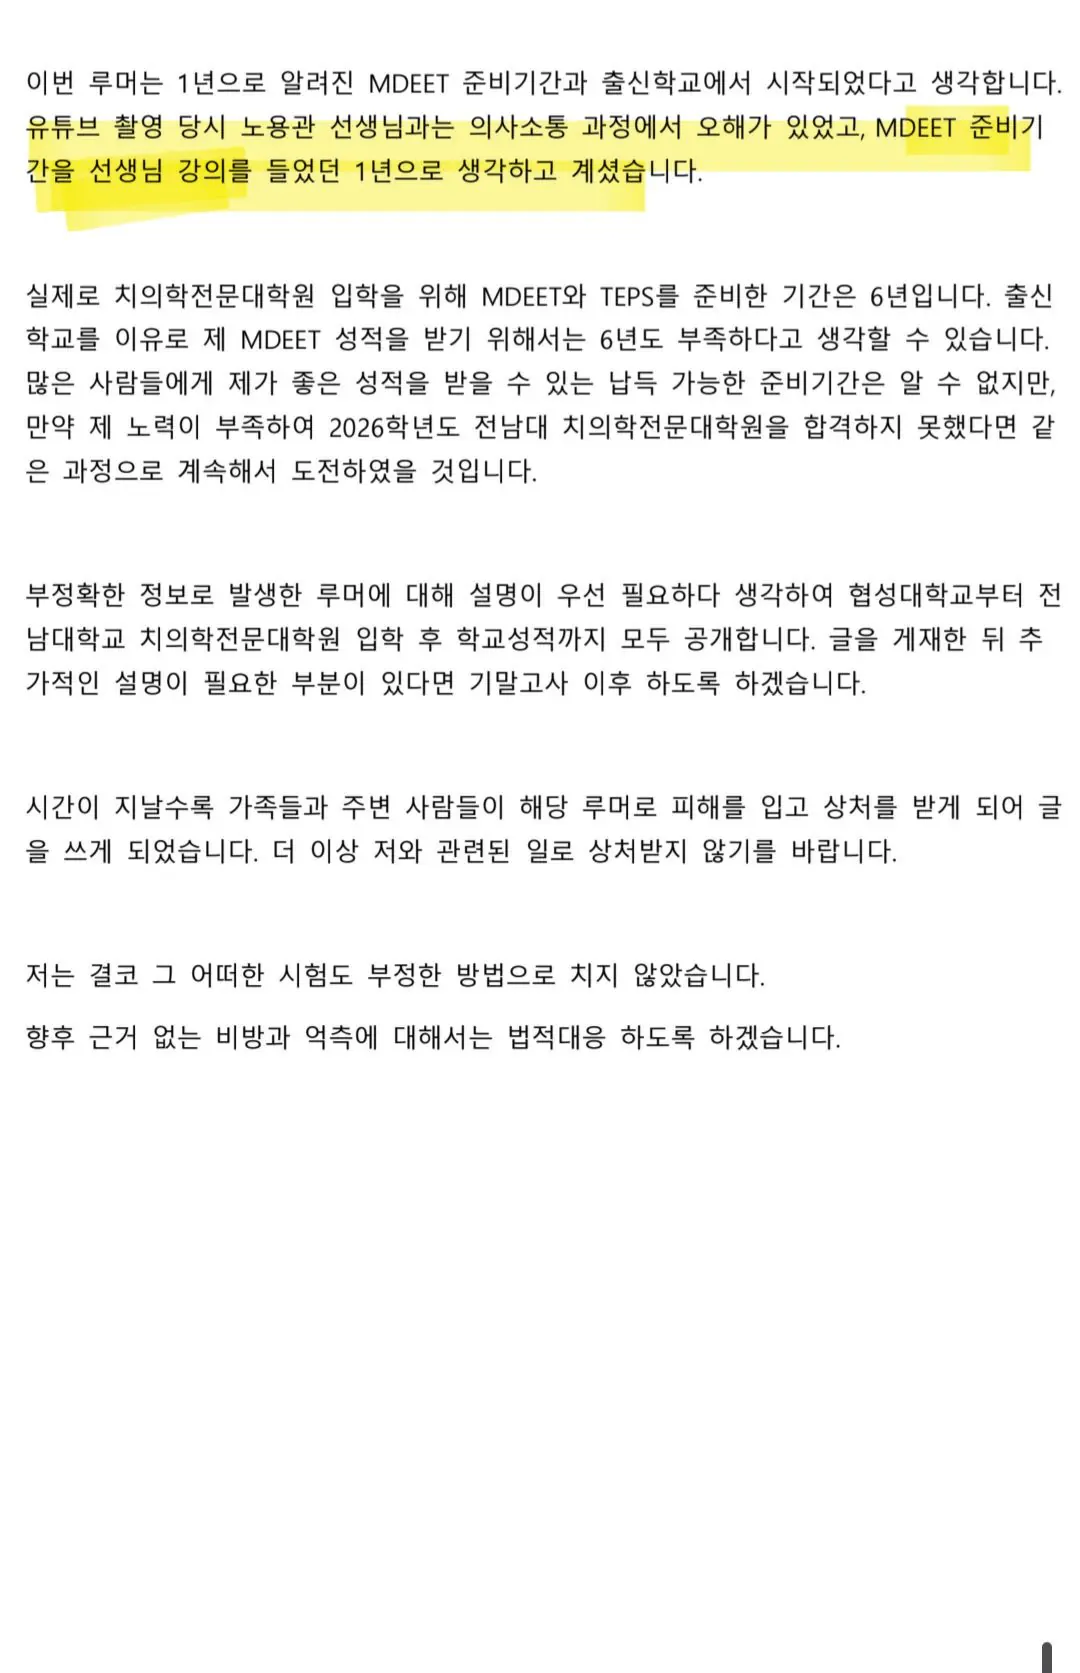 이번 루머는 1년으로 알려진 MDEET 준비기간과 출신학교에서 시작되었다고 생각합니다.
유튜브 촬영 당시 노용관 선생님과는 의사소통 과정에서 오해가 있었고, MDEET 준비기
간을 선생님 강의를 들었던 1년으로 생각하고 계셨습니다.
실제로 치의학전문대학원 입학을 위해 MDEET와 TEPS를 준비한 기간은 6년입니다. 출신
학교를 이유로 제 MDEET 성적을 받기 위해서는 6년도 부족하다고 생각할 수 있습니다.
많은 사람들에게 제가 좋은 성적을 받을 수 있는 납득 가능한 준비기간은 알 수 없지만,
만약 제 노력이 부족하여 2026학년도 전남대 치의학전문대학원을 합격하지 못했다면 같
은 과정으로 계속해서 도전하였을 것입니다.
부정확한 정보로 발생한 루머에 대해 설명이 우선 필요하다 생각하여 협성대학교부터 전
남대학교 치의학전문대학원 입학 후 학교성적까지 모두 공개합니다. 글을 게재한 뒤 추
가적인 설명이 필요한 부분이 있다면 기말고사 이후 하도록 하겠습니다.
시간이 지날수록 가족들과 주변 사람들이 해당 루머로 피해를 입고 상처를 받게 되어 글
을 쓰게 되었습니다. 더 이상 저와 관련된 일로 상처받지 않기를 바랍니다.
저는 결코 그 어떠한 시험도 부정한 방법으로 치지 않았습니다.
향후 근거 없는 비방과 억측에 대해서는 법적대응 하도록 하겠습니다.